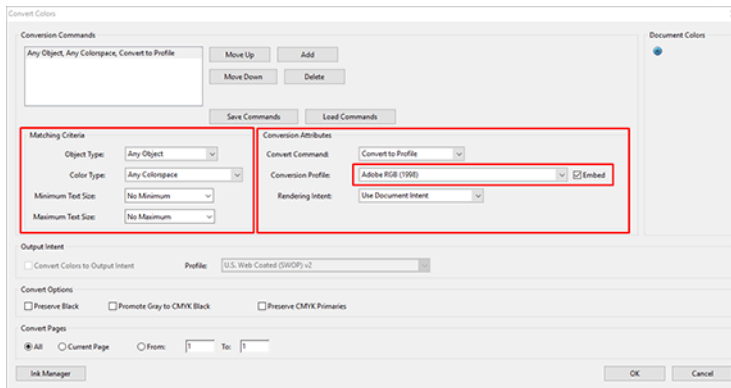 Convert Colors
Conversion Commands
Document Colors
Any Object, Any Colorspace, Convert to Profile
Move Up Add
Move Down Delete
Save Commands Load Commands
Matching Criteria
Conversion Attributes
Object Type: Any Object
Convert Command: Convert to Profile
Color Type: Any Colorspace
Conversion Profile: Adobe RGB (1998) Embed
Minimum Text Size: No Minimum
Rendering Intent: Use Document Intent
Maximum Text Size: No Maximum
Output Intent
Convert Colors to Output Intent Profile: U.S. Web Coated (SWOP) v2
Convert Options
Preserve Black Promote Gray to CMYK Black Preserve CMYK Primaries
Convert Pages
All Current Page From: 1 To: 1
Ink Manager OK Cancel